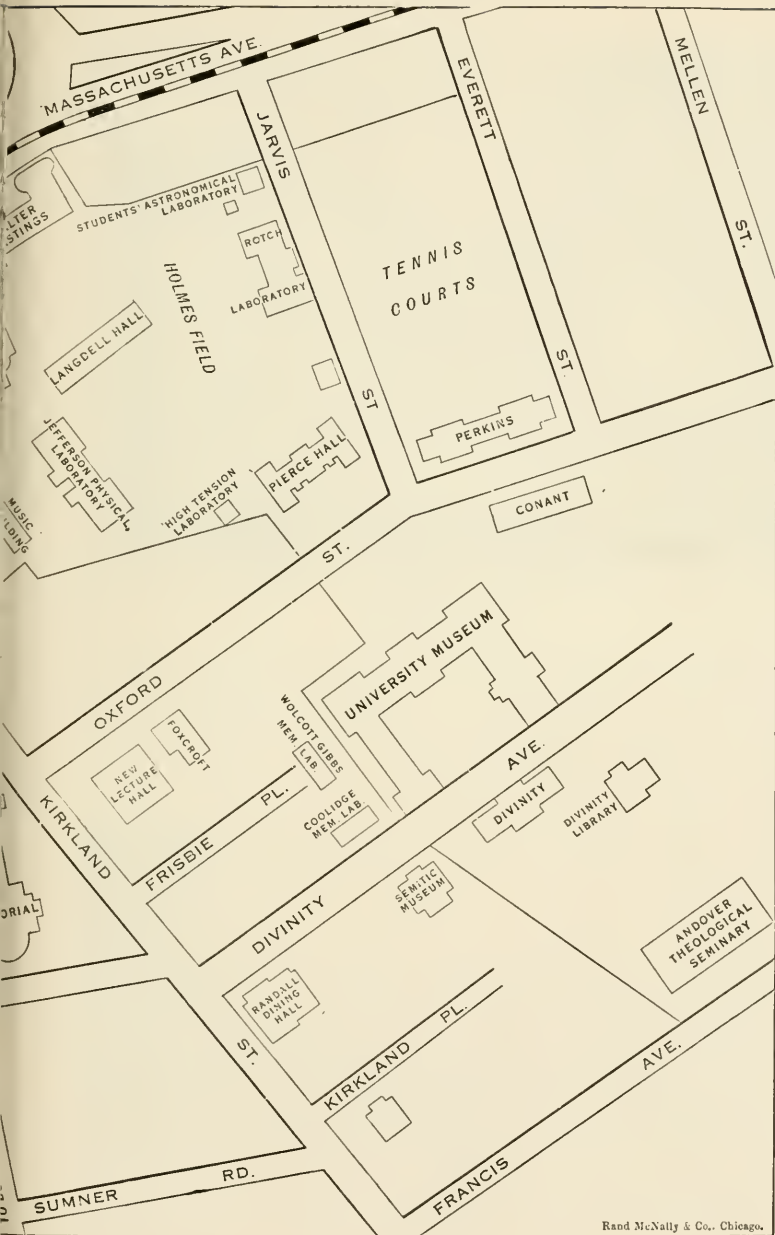 MASSACHUSETTS AVE.
JARVIS
ST
EVERETT
ST
MELLEN
ST.
STUDENTS' ASTRONOMICAL
LABORATORY
ROTCH
LABORATORY
HOLMES FIELD
TENNIS
COURTS
LANGDELL HALL
JEFFERSON PHYSICAL
LABORATORY
MUSIC
HIGH TENSION
LABORATORY
PIERCE HALL
PERKINS
CONANT
OXFORD
ST.
UNIVERSITY MUSEUM
WOLCOTT GIBBS
MEM. LAB.
COOLIDGE
MEM. LAB.
FOXCROFT
NEW
LECTURE
HALL
KIRKLAND
ST.
FRISBIE
PL.
DIVINITY
AVE.
DIVINITY
DIVINITY
LIBRARY
SEMITIC
MUSEUM
ANDOVER
THEOLOGICAL
SEMINARY
RANDALL
DINING
HALL
KIRKLAND
PL.
FRANCIS
AVE.
SUMNER
RD.
Rand McNally & Co., Chicago.